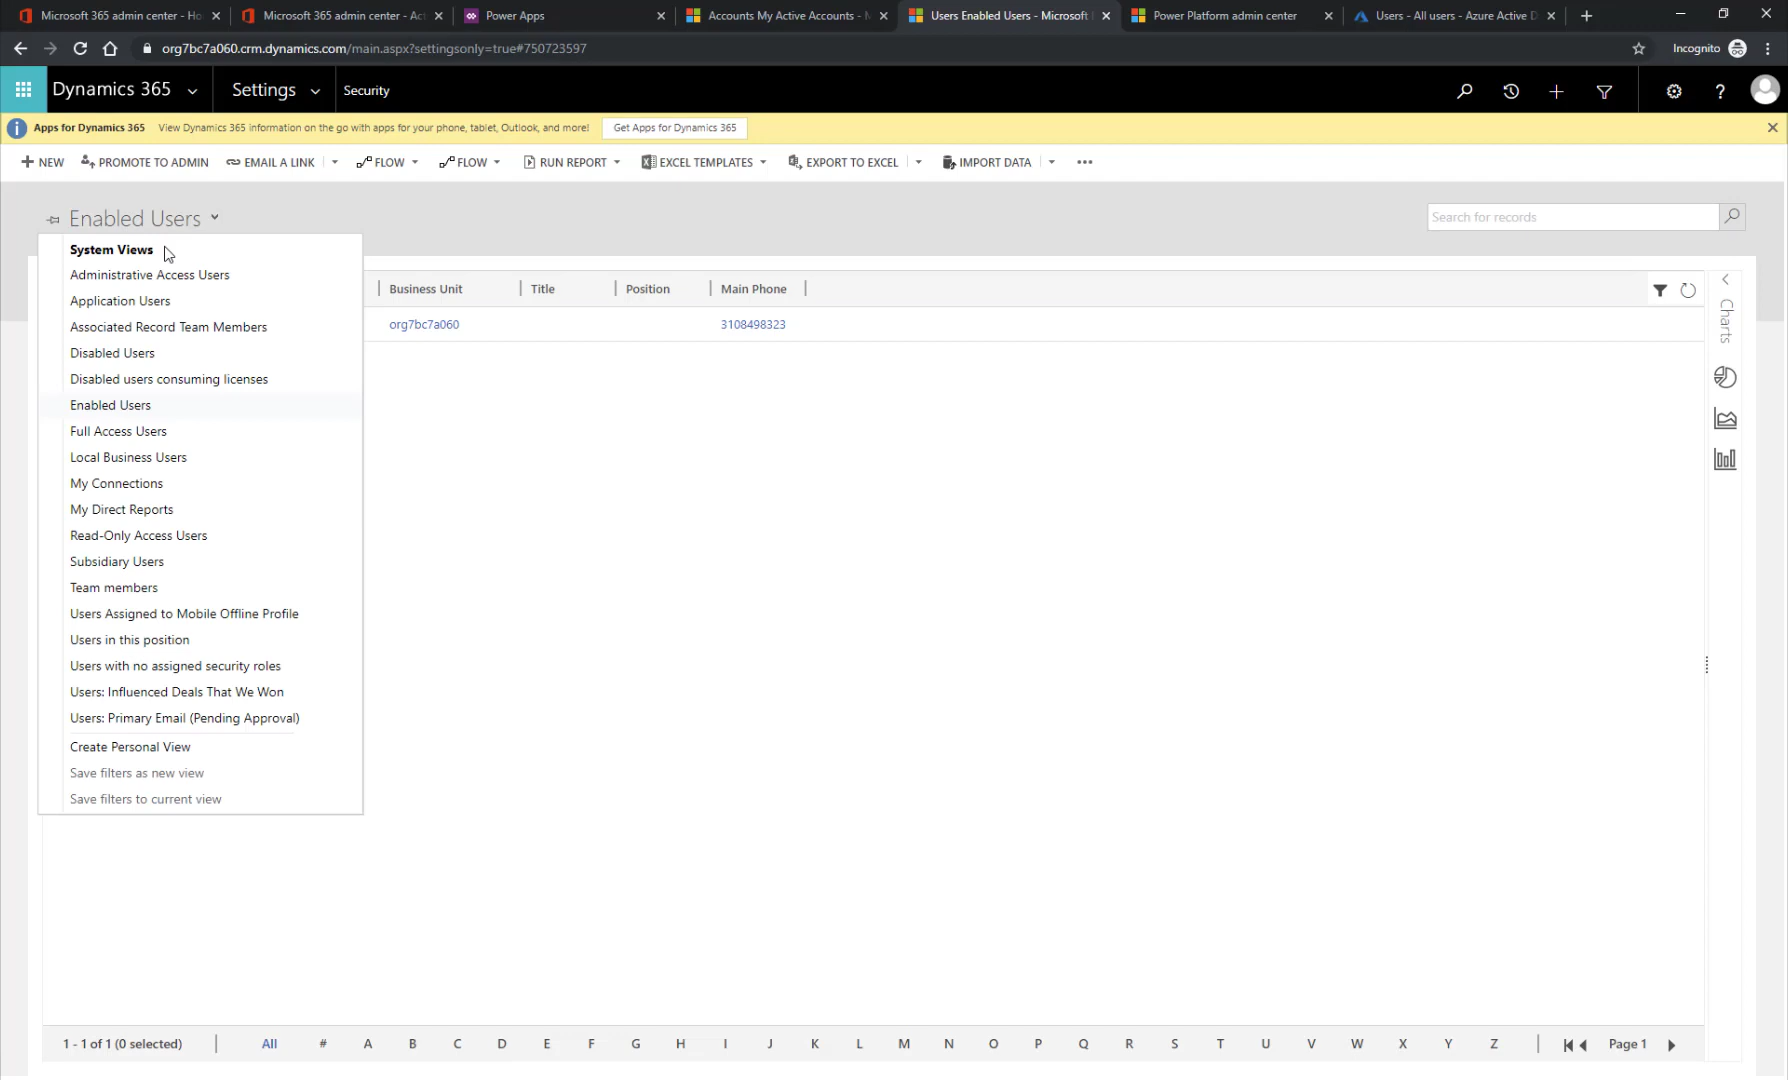 Microsoft 365 admin center - Ho
Microsoft 365 admin center - Act
Power Apps
Accounts My Active Accounts - M
Users Enabled Users - Microsoft
Power Platform admin center
Users - All users - Azure Active D
org7bc7a060.crm.dynamics.com/main.aspx?settingsonly=true#750723597
Incognito
Dynamics 365
Settings
Security
Apps for Dynamics 365 View Dynamics 365 information on the go with apps for your phone, tablet, Outlook, and more! Get Apps for Dynamics 365
NEW
PROMOTE TO ADMIN
EMAIL A LINK
FLOW
FLOW
RUN REPORT
EXCEL TEMPLATES
EXPORT TO EXCEL
IMPORT DATA
Enabled Users
Search for records
System Views
Administrative Access Users
Application Users
Associated Record Team Members
Disabled Users
Disabled users consuming licenses
Enabled Users
Full Access Users
Local Business Users
My Connections
My Direct Reports
Read-Only Access Users
Subsidiary Users
Team members
Users Assigned to Mobile Offline Profile
Users in this position
Users with no assigned security roles
Users: Influenced Deals That We Won
Users: Primary Email (Pending Approval)
Create Personal View
Save filters as new view
Save filters to current view
Business Unit Title Position Main Phone
org7bc7a060 3108498323
Charts
1 - 1 of 1 (0 selected)
All # A B C D E F G H I J K L M N O P Q R S T U V W X Y Z
Page 1